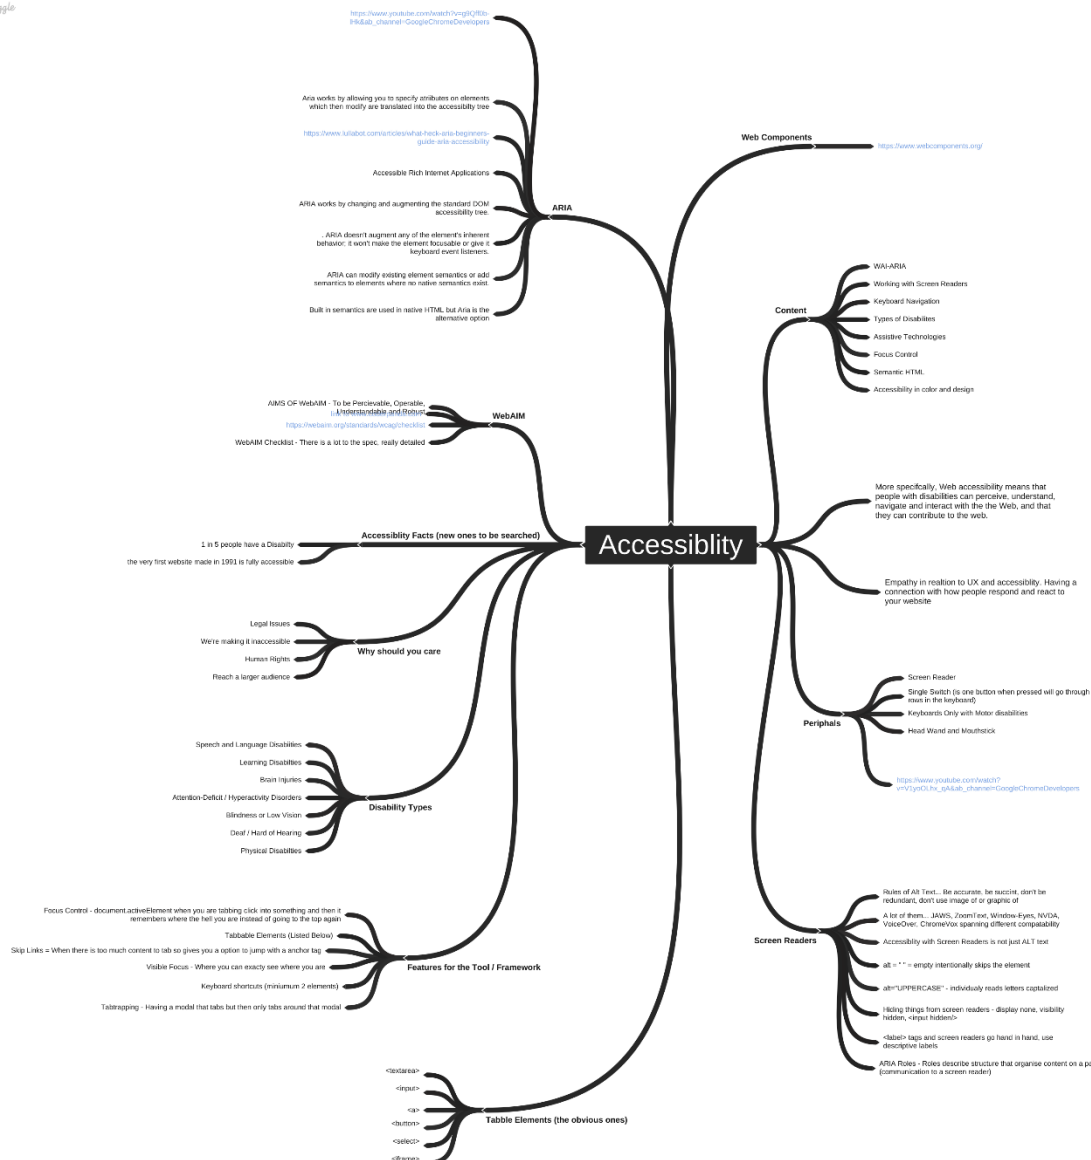 https://www.youtube.com/watch?v=g9Qff0b-
lHk&ab_channel=GoogleChromeDevelopers
Aria works by allowing you to specify atriibutes on elements
which then modify are translated into the accessibilty tree
https://www.lullabot.com/articles/what-heck-aria-beginners-
guide-aria-accessibility
Accessible Rich Internet Applications
ARIA works by changing and augmenting the standard DOM
accessibility tree.
. ARIA doesn't augment any of the element's inherent
behavior; it won't make the element focusable or give it
keyboard event listeners.
ARIA can modify existing element semantics or add
semantics to elements where no native semantics exist.
Built in semantics are used in native HTML but Aria is the
alternative option
ARIA
Web Components
https://www.webcomponents.org/
Content
WAI-ARIA
Working with Screen Readers
Keyboard Navigation
Types of Disabilites
Assistive Technologies
Focus Control
Semantic HTML
Accessibility in color and design
AIMS OF WebAIM - To be Percievable, Operable,
Understandable and Robust
https://webaim.org/standards/wcag/checklist
WebAIM Checklist - There is a lot to the spec, really detailed
WebAIM
More specifcally, Web accessibility means that
people with disabilities can perceive, understand,
navigate and interact with the the Web, and that
they can contribute to the web.
Accessiblity
Accessiblity Facts (new ones to be searched)
1 in 5 people have a Disabilty
the very first website made in 1991 is fully accessible
Empathy in realtion to UX and accessiblity. Having a
connection with how people respond and react to
your website
Legal Issues
We're making it inaccessible
Human Rights
Reach a larger audience
Why should you care
Periphals
Screen Reader
Single Switch (is one button when pressed will go through
rows in the keyboard)
Keyboards Only with Motor disabilities
Head Wand and Mouthstick
https://www.youtube.com/watch?
&ab_channel=GoogleChromeDevelopers
Speech and Language Disabilities
Learning Disabilties
Brain Injuries
Attention-Deficit / Hyperactivity Disorders
Blindness or Low Vision
Deaf / Hard of Hearing
Physical Disabilties
Disability Types
Focus Control - document.activeElement when you are tabbing click into something and then it
remembers where the hell you are instead of going to the top again
Tabbable Elements (Listed Below)
Skip Links = When there is too much content to tab so gives you a option to jump with a anchor tag
Visible Focus - Where you can exacty see where you are
Keyboard shortcuts (miniumum 2 elements)
Tabtrapping - Having a modal that tabs but then only tabs around that modal
Features for the Tool / Framework
Screen Readers
Rules of Alt Text... Be accurate, be succint, don't be
redundant, don't use image of or graphic of
A lot of them... JAWS, ZoomText, Window-Eyes, NVDA,
VoiceOver, ChromeVox spanning different compatability
Accessiblity with Screen Readers is not just ALT text
alt = " " = empty intentionally skips the element
alt="UPPERCASE" - individualy reads letters captalized
Hiding things from screen readers - display none, visibility
hidden, <input hidden/>
<label> tags and screen readers go hand in hand, use
descriptive labels
ARIA Roles - Roles describe structure that organise content on a
(communication to a screen reader)
<textarea>
<input>
<a>
<button>
<select>
<iframe>
Tabble Elements (the obvious ones)